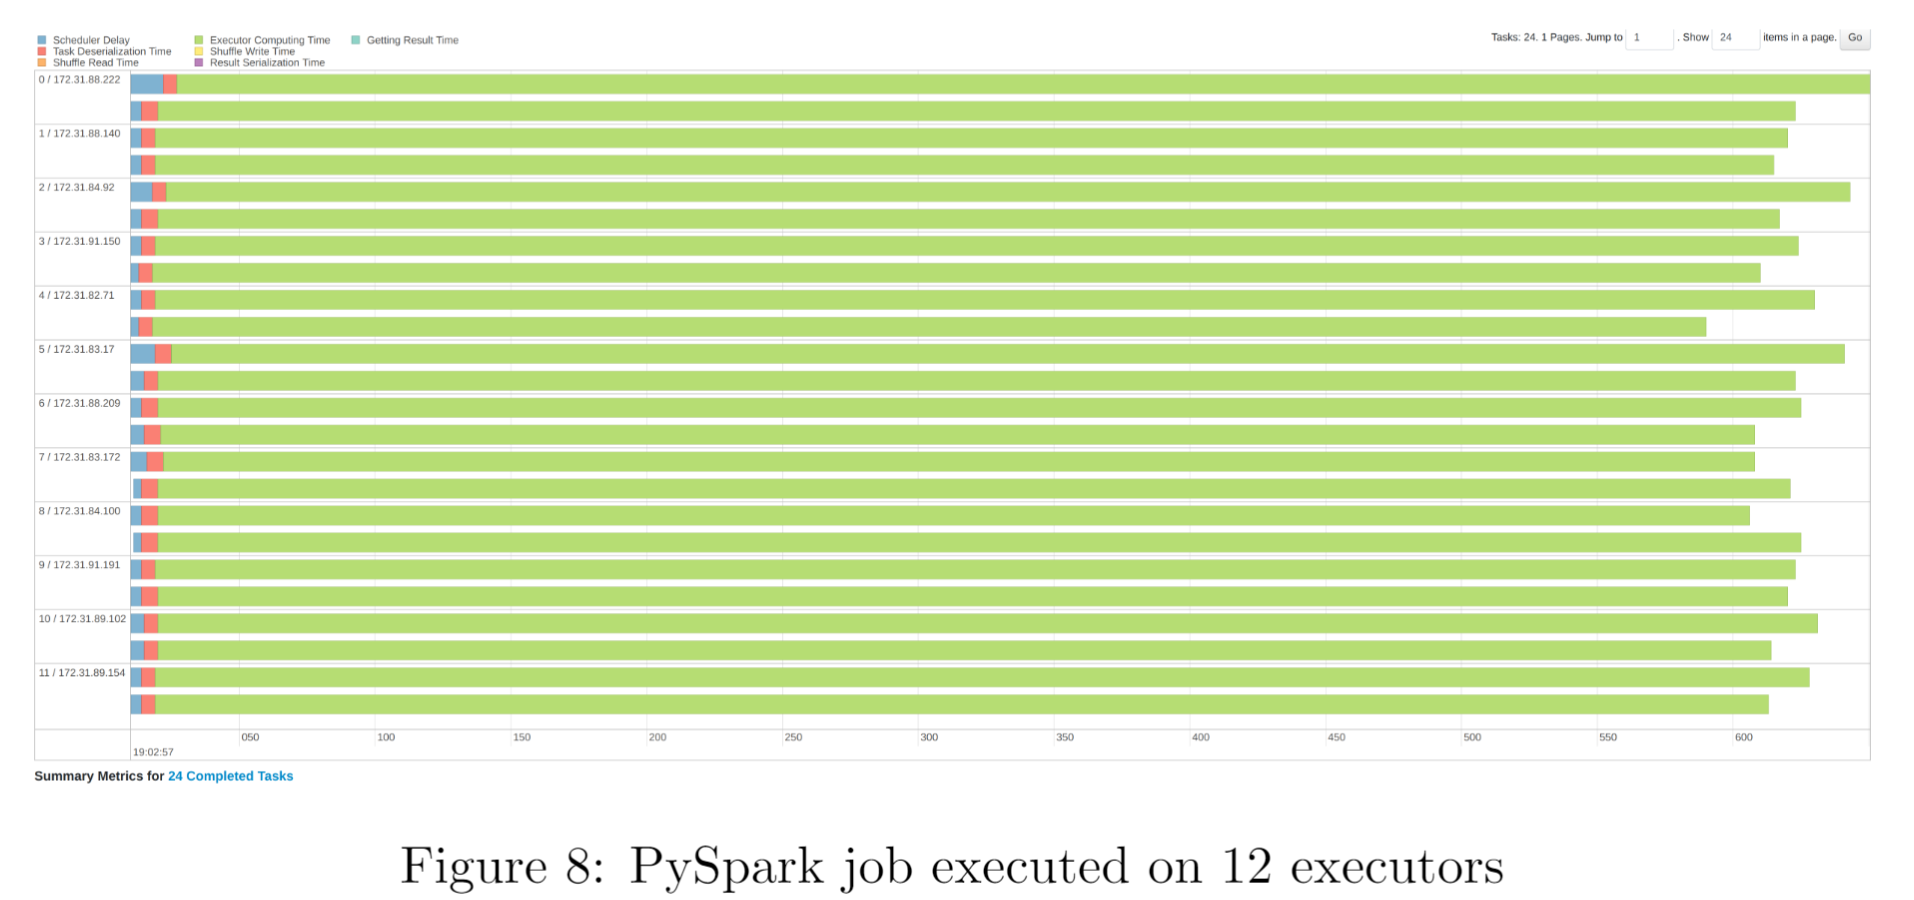 Scheduler Delay
Task Deserialization Time
Shuffle Read Time
Executor Computing Time
Shuffle Write Time
Result Serialization Time
Getting Result Time
Tasks: 24. 1 Pages. Jump to 1 . Show 24 items in a page. Go
0 / 172.31.88.222
1 / 172.31.88.140
2 / 172.31.84.92
3 / 172.31.91.150
4 / 172.31.82.71
5 / 172.31.83.17
6 / 172.31.88.209
7 / 172.31.83.172
8 / 172.31.84.100
9 / 172.31.91.191
10 / 172.31.89.102
11 / 172.31.89.154
050 100 150 200 250 300 350 400 450 500 550 600
19:02:57
Summary Metrics for 24 Completed Tasks
Figure 8: PySpark job executed on 12 executors